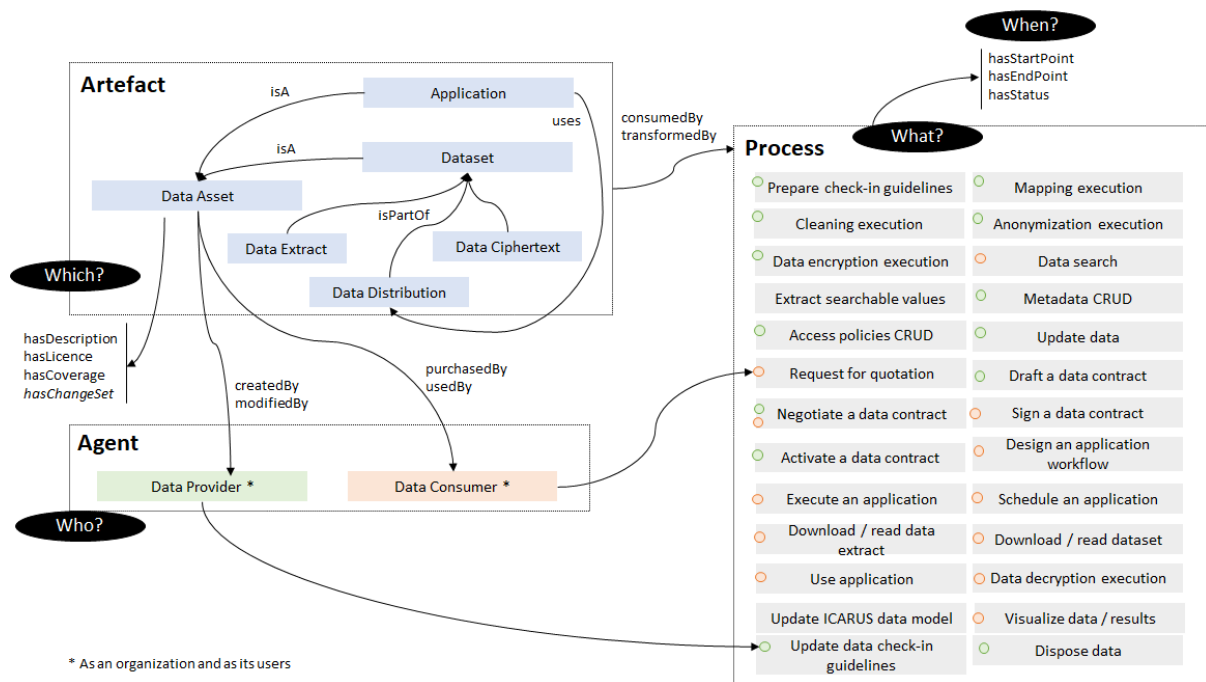 When?
hasStartPoint
hasEndPoint
hasStatus
Artefact
isA
Application
uses
consumedBy
transformedBy
What?
isA
Dataset
Data Asset
isPartOf
Data Extract
Data Ciphertext
Data Distribution
Which?
hasDescription
hasLicence
hasCoverage
hasChangeSet
createdBy
modifiedBy
purchasedBy
usedBy
Agent
Data Provider *
Data Consumer *
Who?
* As an organization and as its users
Process
Prepare check-in guidelines
Mapping execution
Cleaning execution
Anonymization execution
Data encryption execution
Data search
Extract searchable values
Metadata CRUD
Access policies CRUD
Update data
Request for quotation
Draft a data contract
Negotiate a data contract
Sign a data contract
Activate a data contract
Design an application
workflow
Execute an application
Schedule an application
Download / read data
extract
Download / read dataset
Use application
Data decryption execution
Update ICARUS data model
Visualize data / results
Update data check-in
guidelines
Dispose data